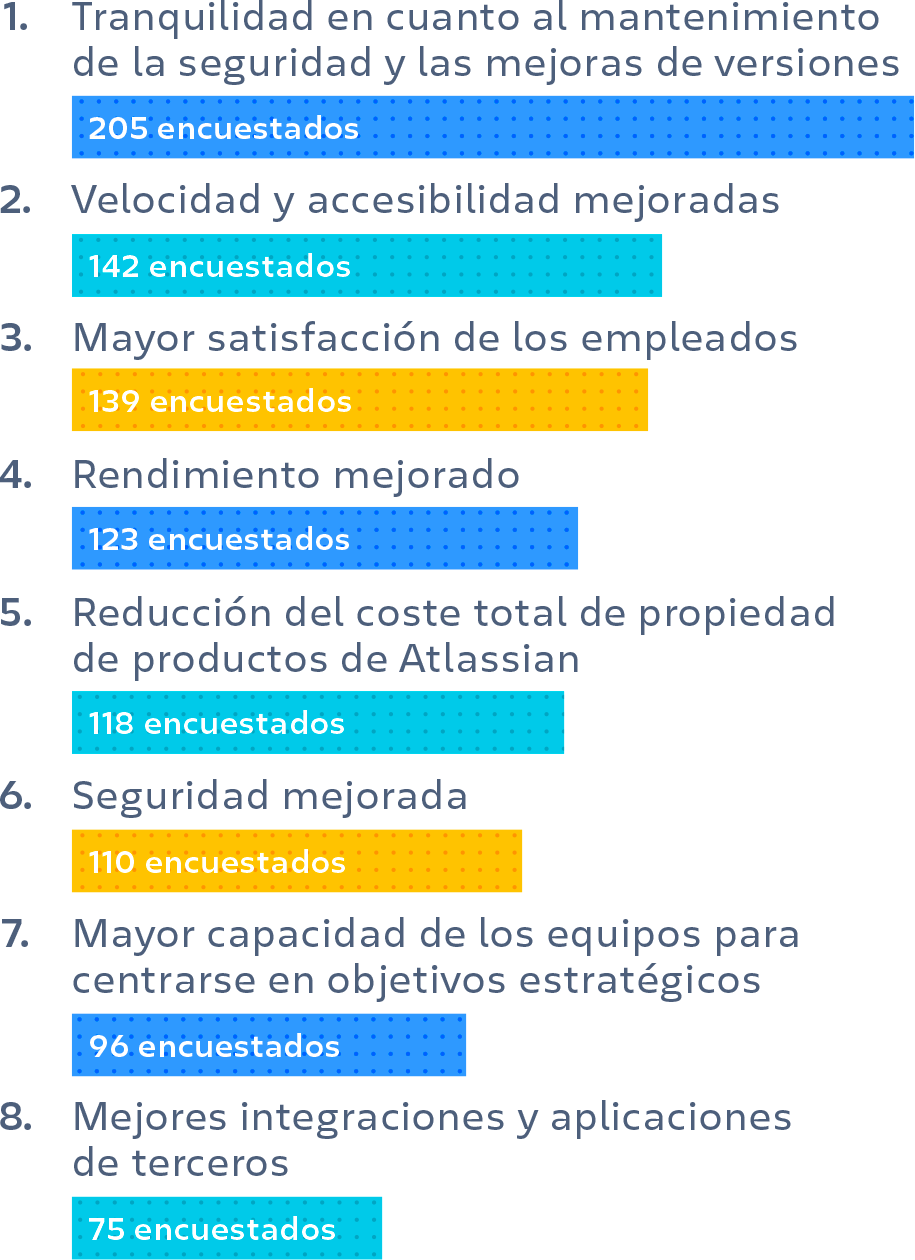 1. Tranquilidad en cuanto al mantenimiento
de la seguridad y las mejoras de versiones
205 encuestados
2. Velocidad y accesibilidad mejoradas
142 encuestados
3. Mayor satisfacción de los empleados
139 encuestados
4. Rendimiento mejorado
123 encuestados
5. Reducción del coste total de propiedad
de productos de Atlassian
118 encuestados
6. Seguridad mejorada
110 encuestados
7. Mayor capacidad de los equipos para
centrarse en objetivos estratégicos
96 encuestados
8. Mejores integraciones y aplicaciones
de terceros
75 encuestados